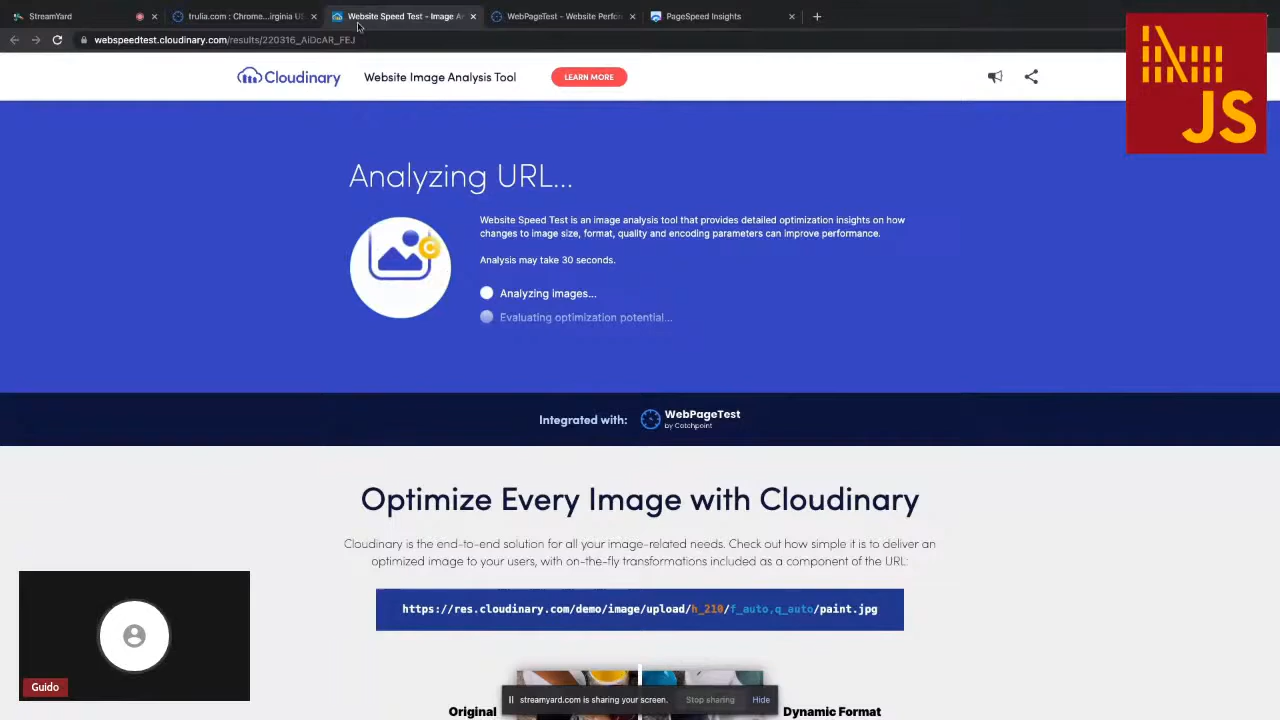 StreamYard
trulia.com : Chrome...irginia US
Website Speed Test - Image A
WebPageTest - Website Perfor
PageSpeed Insights
webspeedtest.cloudinary.com/results/220316_AiDcAR_FEJ
Cloudinary
Website Image Analysis Tool
LEARN MORE
JS
Analyzing URL...
Website Speed Test is an image analysis tool that provides detailed optimization insights on how
changes to image size, format, quality and encoding parameters can improve performance.
Analysis may take 30 seconds.
C
Analyzing images...
Evaluating optimization potential...
Integrated with:
WebPageTest
by Catchpoint
Optimize Every Image with Cloudinary
Cloudinary is the end-to-end solution for all your image-related needs. Check out how simple it is to deliver an
optimized image to your users, with on-the-fly transformations included as a component of the URL:
https://res.cloudinary.com/demo/image/upload/h_210/f_auto,q_auto/paint.jpg
Guido
streamyard.com is sharing your screen.
Stop sharing
Hide
Original
Dynamic Format